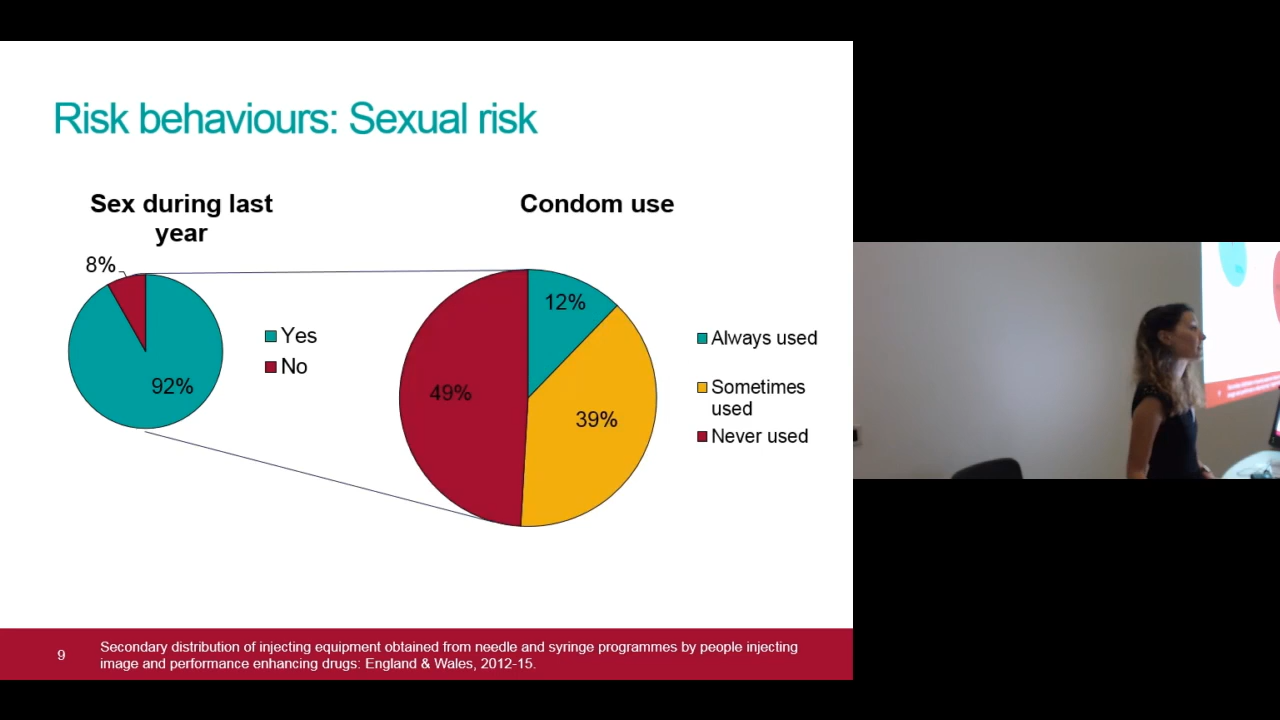 Risk behaviours: Sexual risk
Sex during last
year
8%
92%
Yes
No
Condom use
12%
39%
49%
Always used
Sometimes
used
Never used
9
Secondary distribution of injecting equipment obtained from needle and syringe programmes by people injecting
image and performance enhancing drugs: England & Wales, 2012-15.